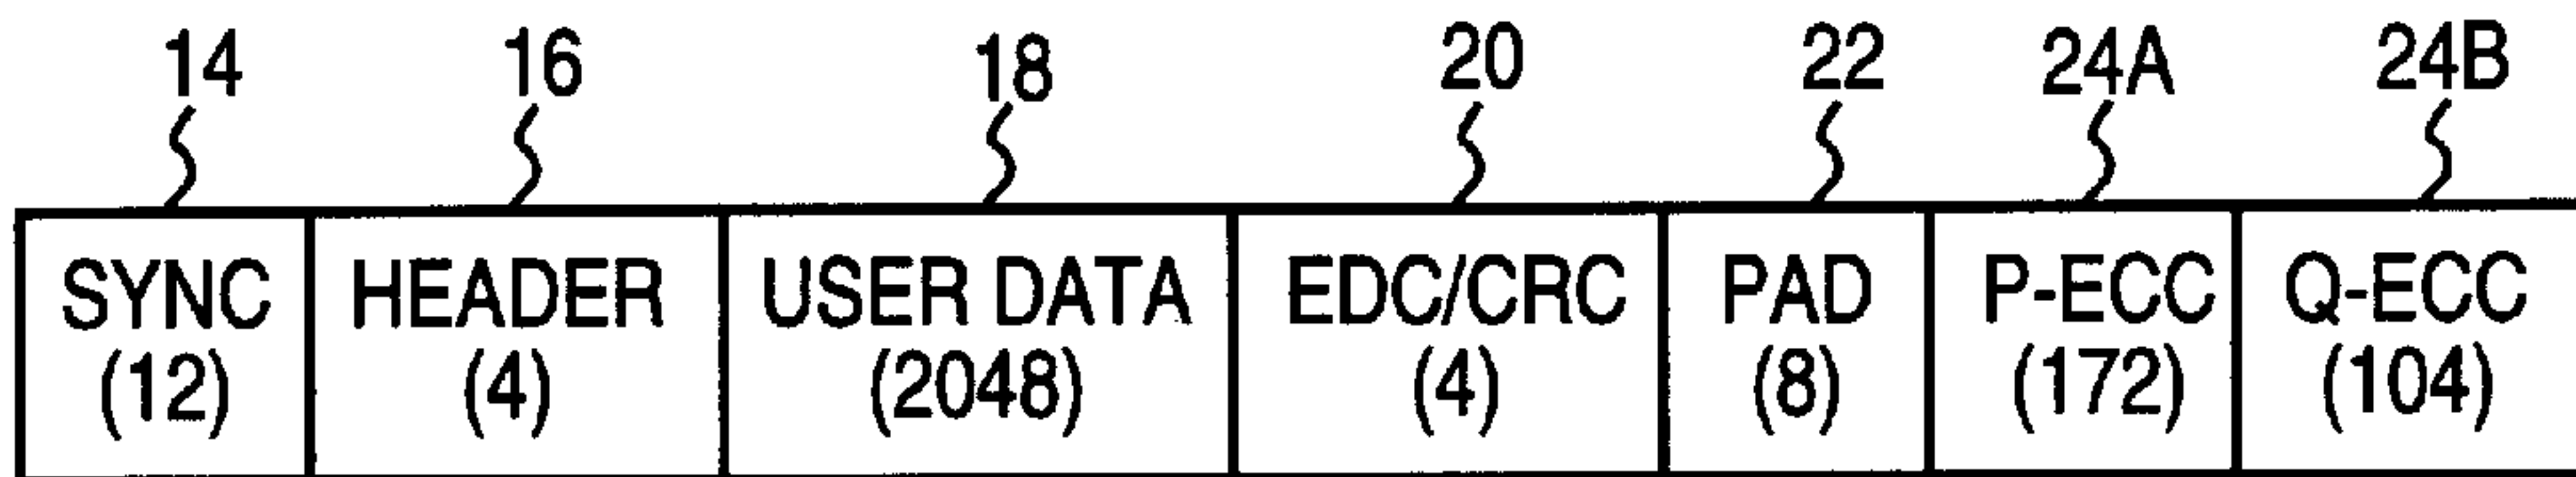 14 16 18 20 22 24A 24B
SYNC HEADER USER DATA EDC/CRC PAD P-ECC Q-ECC
(12) (4) (2048) (4) (8) (172) (104)